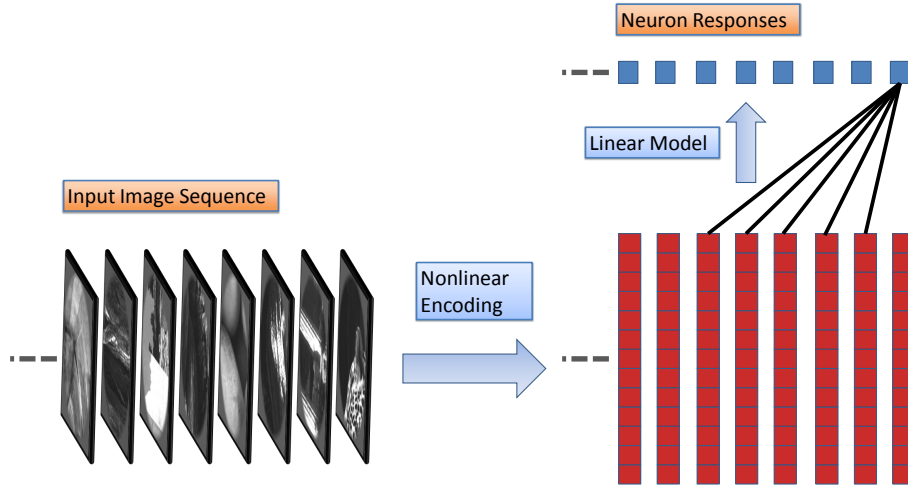 Neuron Responses
Linear Model
Input Image Sequence
Nonlinear
Encoding